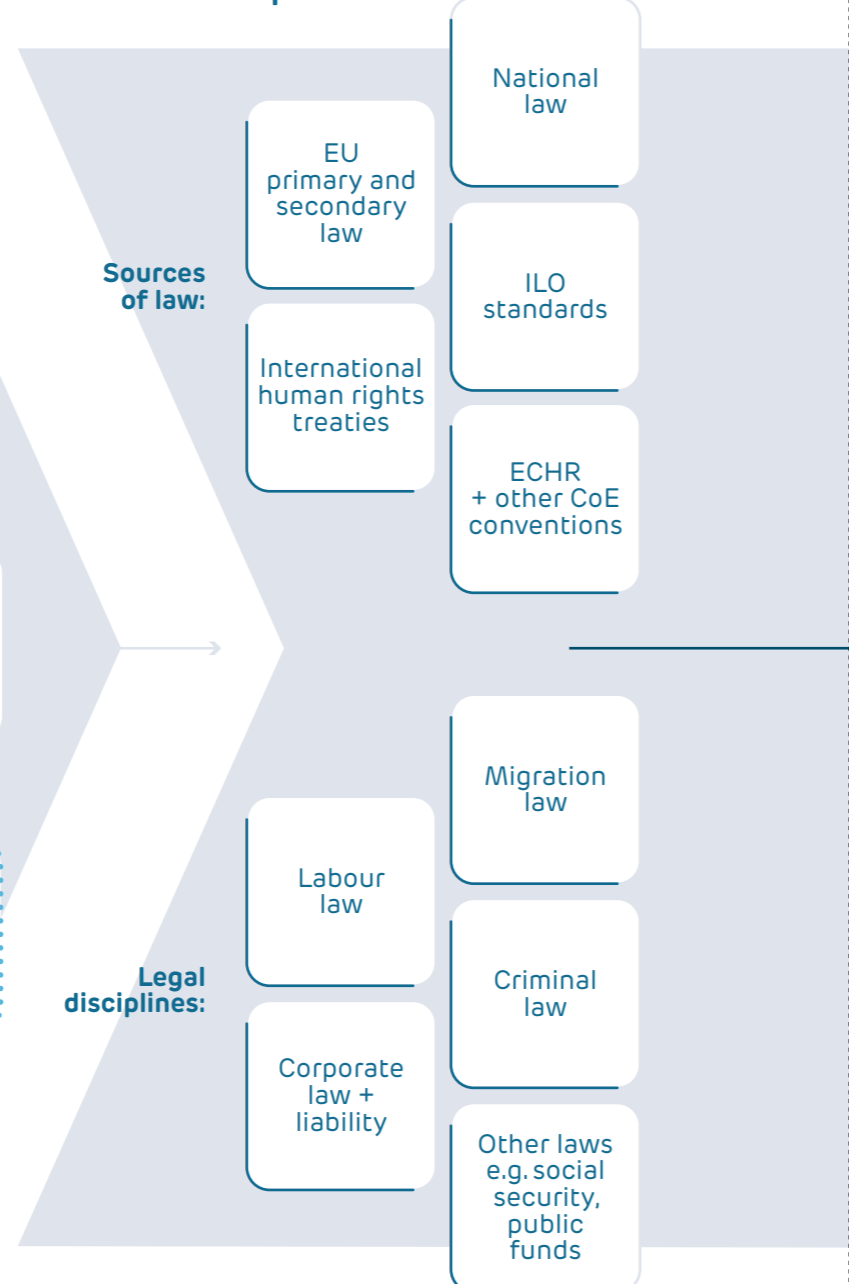 Sources
of law:
EU
primary and
secondary
law
International
human rights
treaties
National
law
ILO
standards
ECHR
+ other CoE
conventions
Legal
disciplines:
Labour
law
Corporate
law +
liability
Migration
law
Criminal
law
Other laws
e.g. social
security,
public
funds